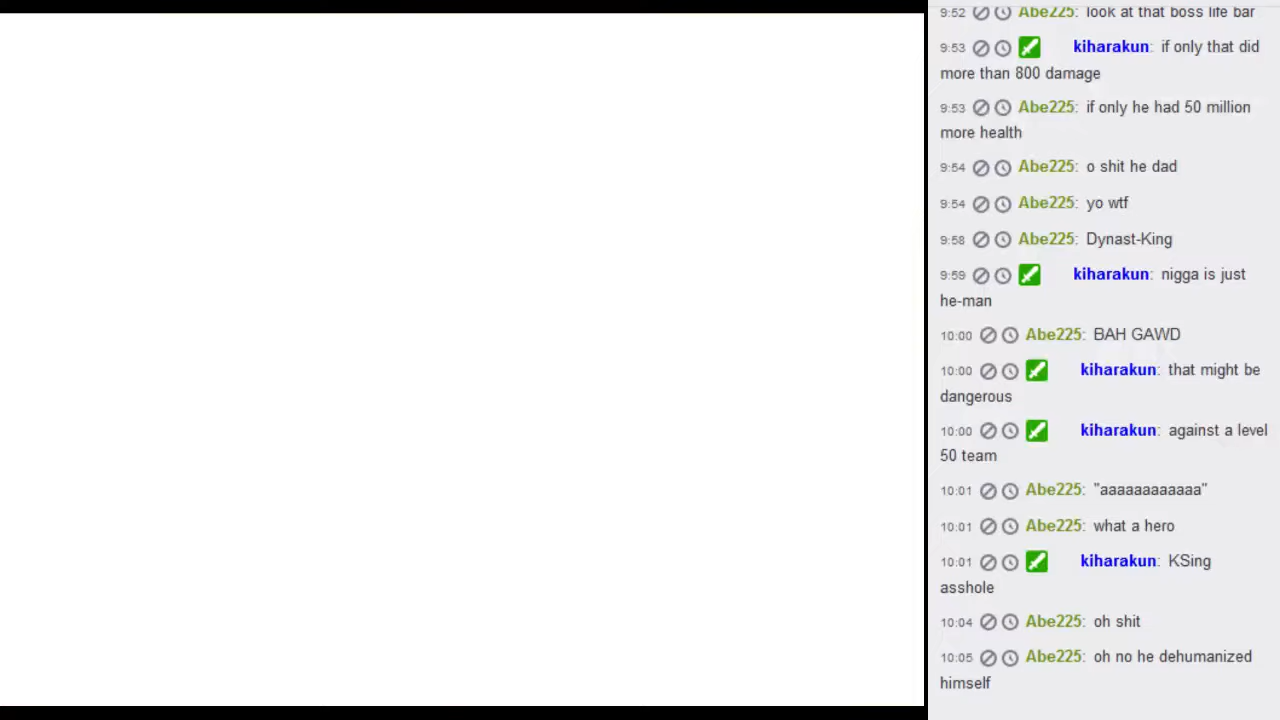 9:52 Abe225: look at that boss life bar
9:53 kiharakun: if only that did
more than 800 damage
9:53 Abe225: if only he had 50 million
more health
9:54 Abe225: o shit he dad
9:54 Abe225: yo wtf
9:58 Abe225: Dynast-King
9:59 kiharakun: nigga is just
he-man
10:00 Abe225: BAH GAWD
10:00 kiharakun: that might be
dangerous
10:00 kiharakun: against a level
50 team
10:01 Abe225: "aaaaaaaaaaaa"
10:01 Abe225: what a hero
10:01 kiharakun: KSing
asshole
10:04 Abe225: oh shit
10:05 Abe225: oh no he dehumanized
himself